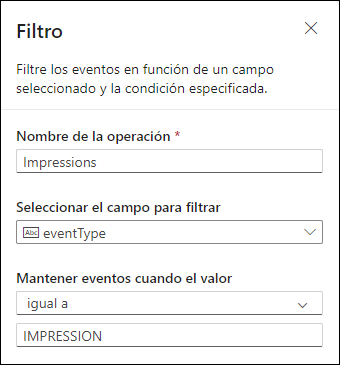 Filtro
Filtre los eventos en función de un campo
seleccionado y la condición especificada.
Nombre de la operación *
Impressions
Seleccionar el campo para filtrar
Abc eventType
Mantener eventos cuando el valor
igual a
IMPRESSION